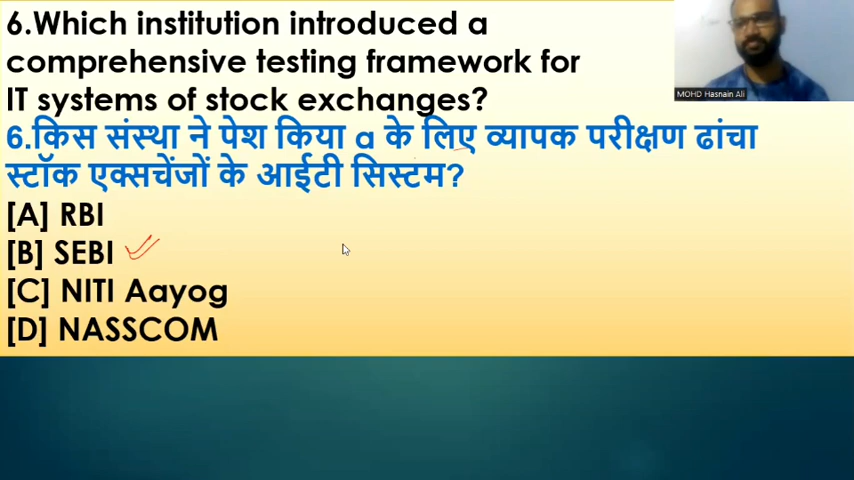 6.Which institution introduced a
comprehensive testing framework for
IT systems of stock exchanges?
6.किस संस्था ने पेश किया a के लिए व्यापक परीक्षण ढांचा
स्टॉक एक्सचेंजों के आईटी सिस्टम?
[A] RBI
[B] SEBI
[C] NITI Aayog
[D] NASSCOM
MOHD Hasnain Ali